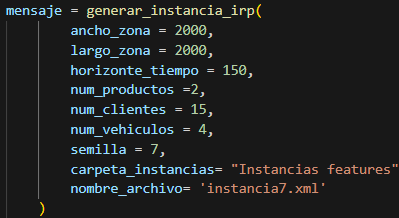 mensaje = generar_instancia_irp(
ancho_zona = 2000,
largo_zona = 2000,
horizonte_tiempo = 150,
num_productos =2,
num_clientes = 15,
num_vehiculos = 4,
semilla = 7,
carpeta_instancias= "Instancias features"
nombre_archivo= 'instancia7.xml'
)